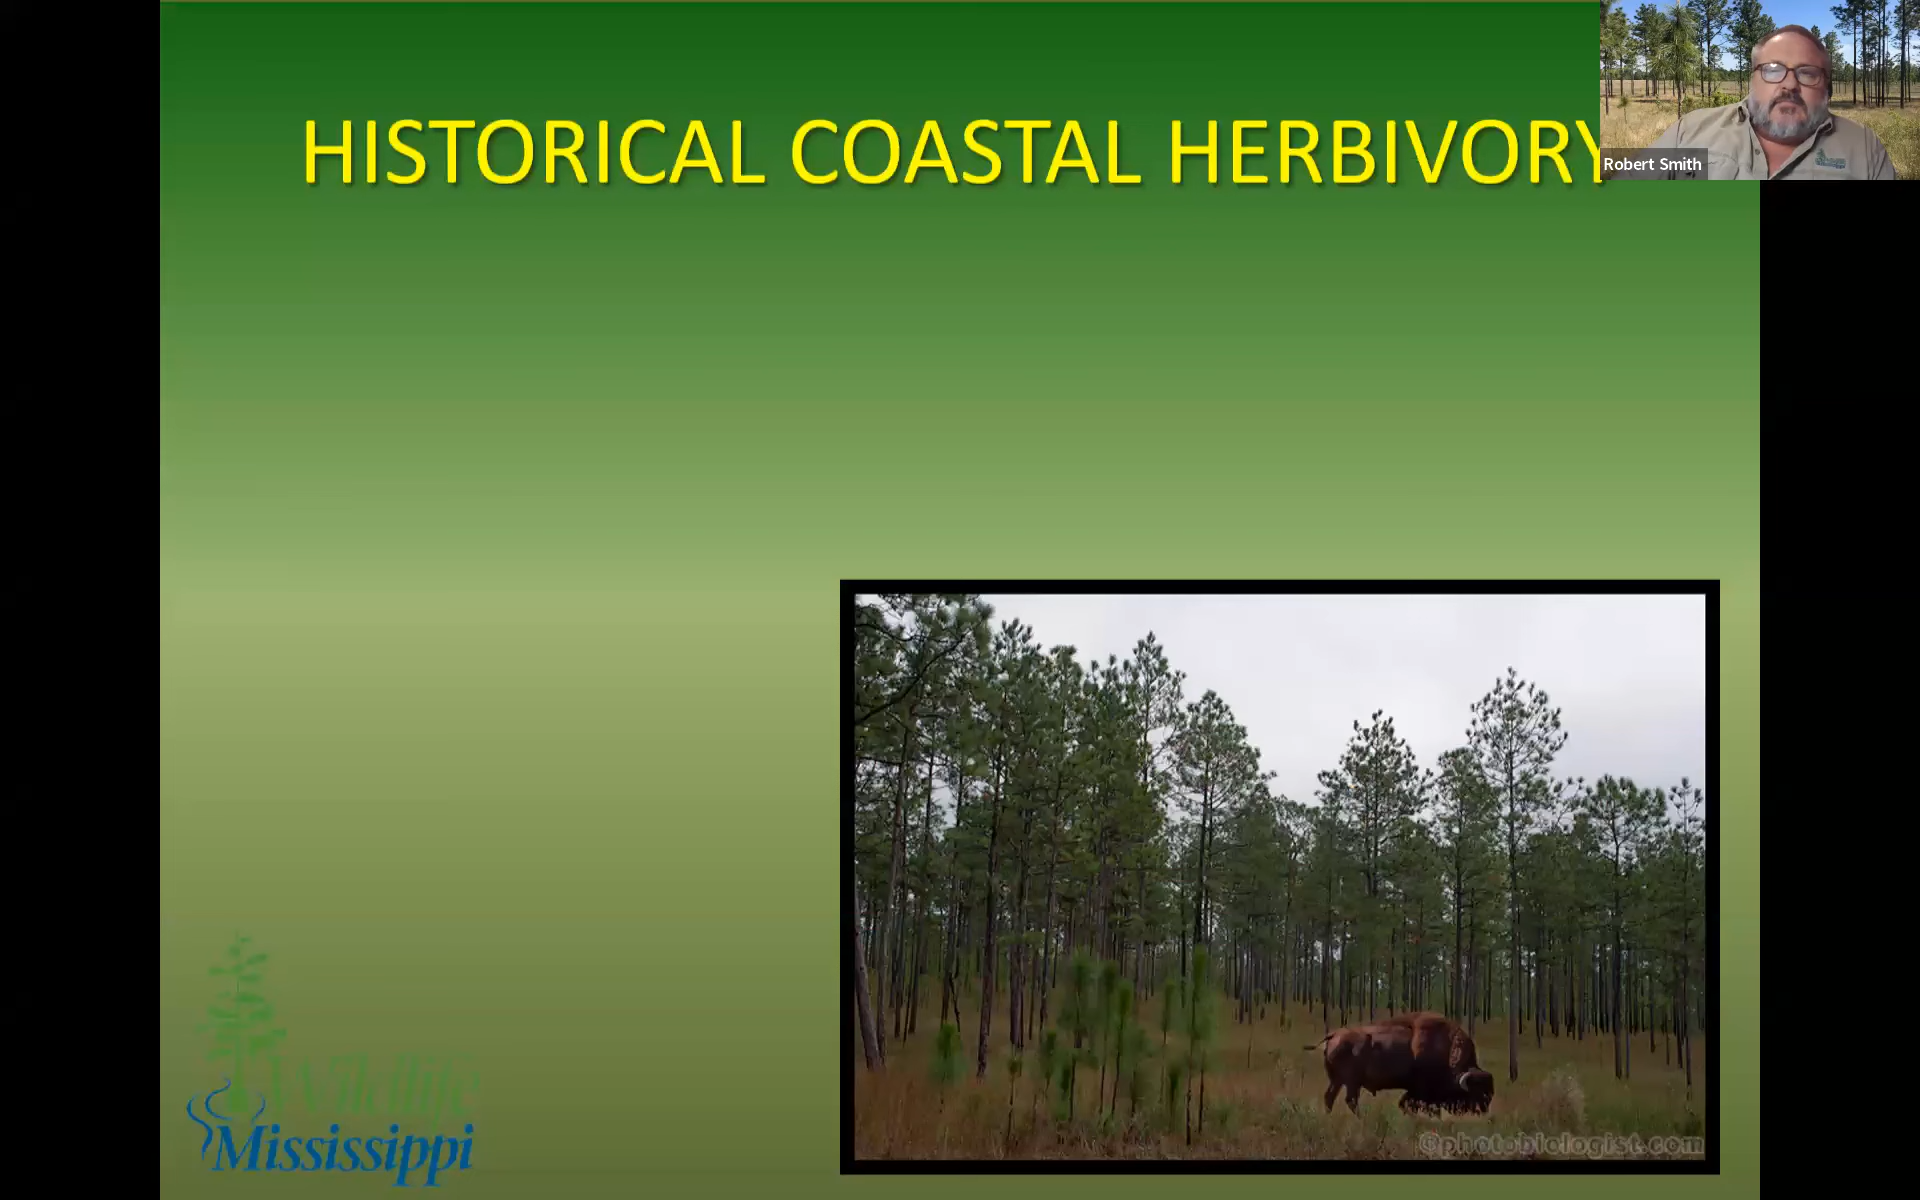 HISTORICAL COASTAL HERBIVORY
Robert Smith
©photobiologist.com
Wildlife
Mississippi